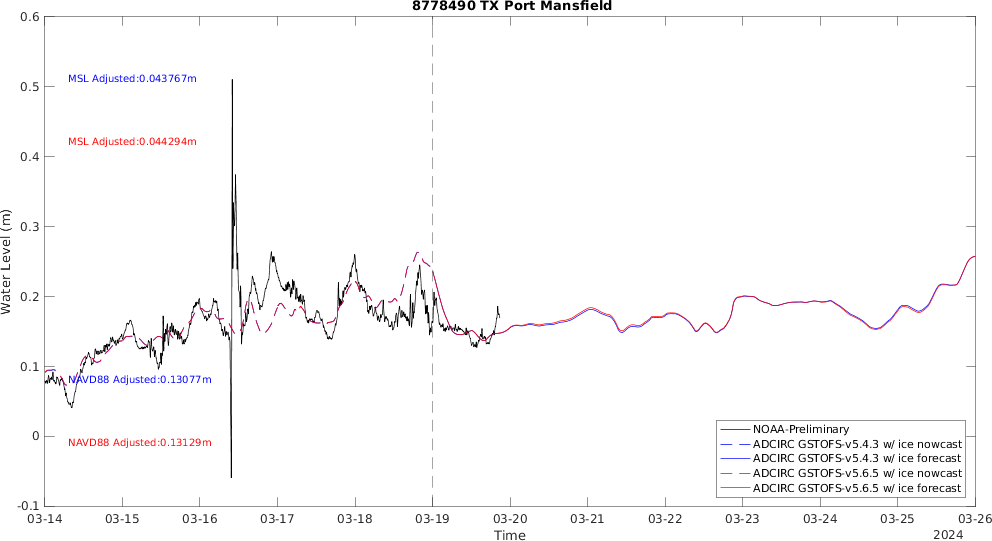 8778490 TX Port Mansfield
0.6
0.5
0.4
0.3
0.2
0.1
0
-0.1
Water Level (m)
MSL Adjusted:0.043767m
MSL Adjusted:0.044294m
NAVD88 Adjusted:0.13077m
NAVD88 Adjusted:0.13129m
NOAA-Preliminary
ADCIRC GSTOFS-v5.4.3 w/ ice nowcast
ADCIRC GSTOFS-v5.4.3 w/ ice forecast
ADCIRC GSTOFS-v5.6.5 w/ ice nowcast
ADCIRC GSTOFS-v5.6.5 w/ ice forecast
03-14 03-15 03-16 03-17 03-18 03-19 03-20 03-21 03-22 03-23 03-24 03-25 03-26
Time
2024